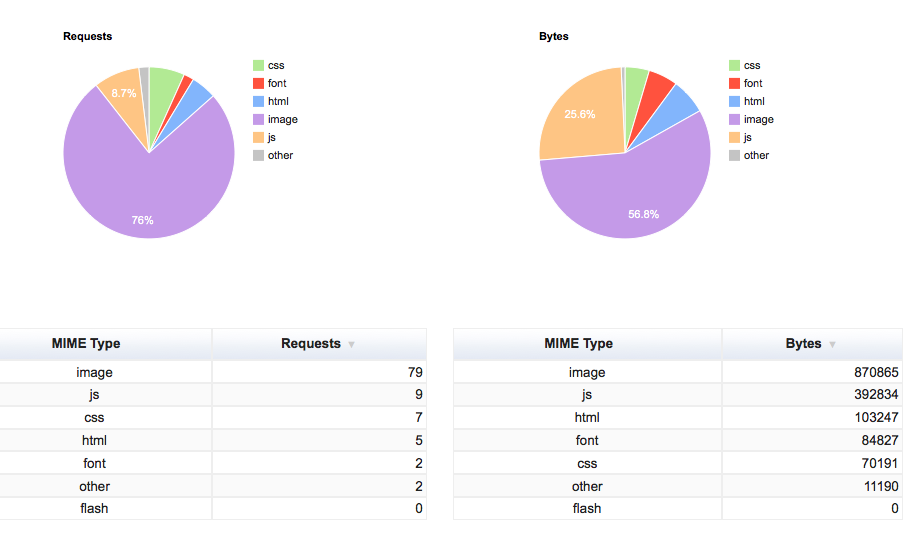 Requests
css
font
html
image
js
other
8.7%
76%
Bytes
css
font
html
image
js
other
25.6%
56.8%
MIME Type Requests ▼
image 79
js 9
css 7
html 5
font 2
other 2
flash 0
MIME Type Bytes ▼
image 870865
js 392834
html 103247
font 84827
css 70191
other 11190
flash 0